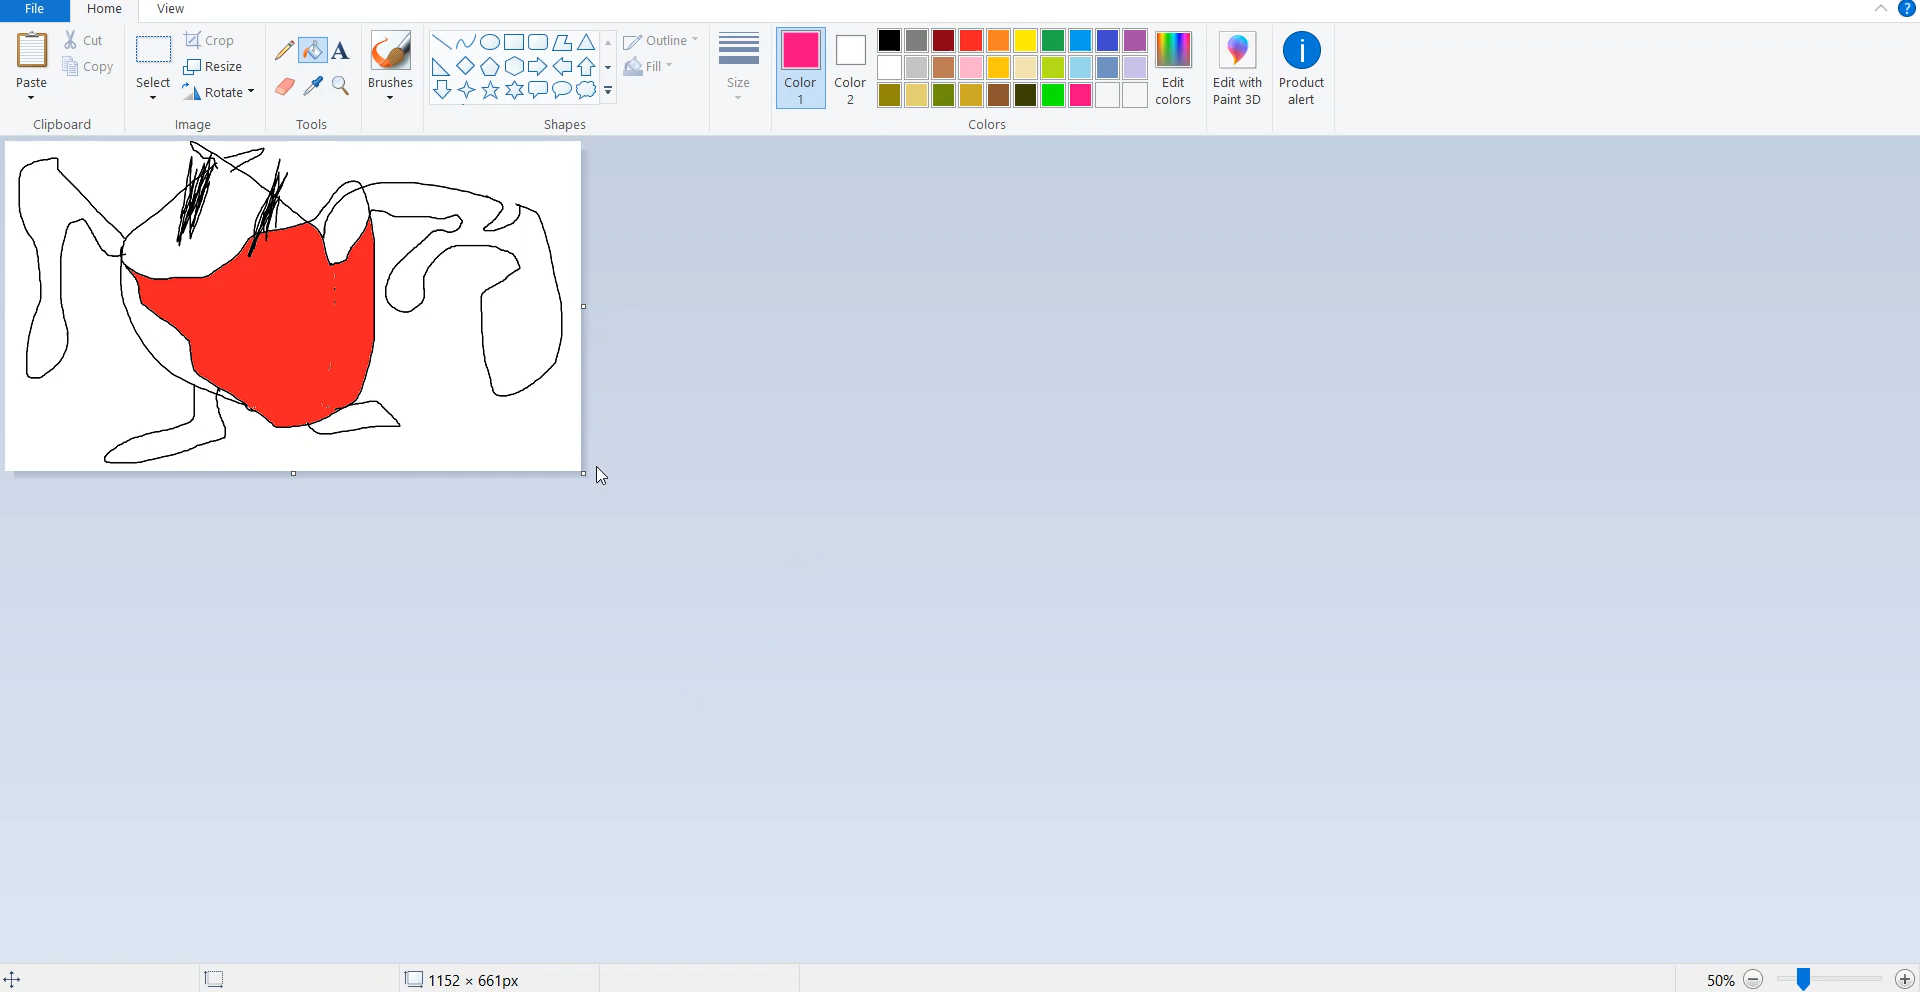 File Home View
Paste
Cut
Copy
Clipboard
Select
Crop
Resize
Rotate
Image
A
Tools
Brushes
Shapes
Outline
Fill
Size
Color
1
Color
2
Colors
Edit
colors
Edit with
Paint 3D
Product
alert
1152 × 661px
50%